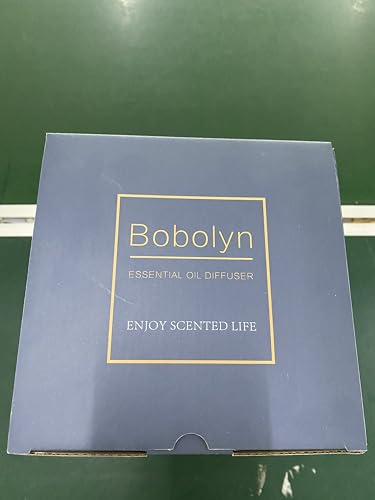 Bobolyn
ESSENTIAL OIL DIFFUSER
ENJOY SCENTED LIFE